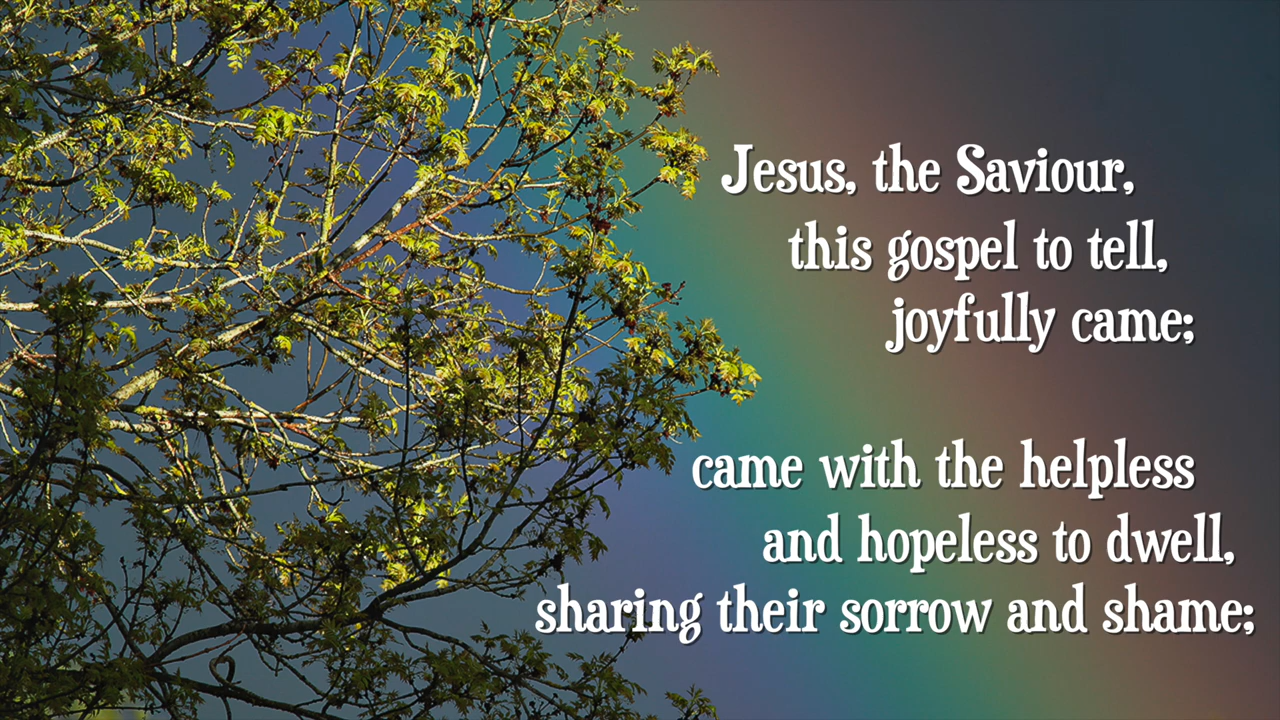 Jesus, the Saviour,
this gospel to tell,
joyfully came;
came with the helpless
and hopeless to dwell,
sharing their sorrow and shame;